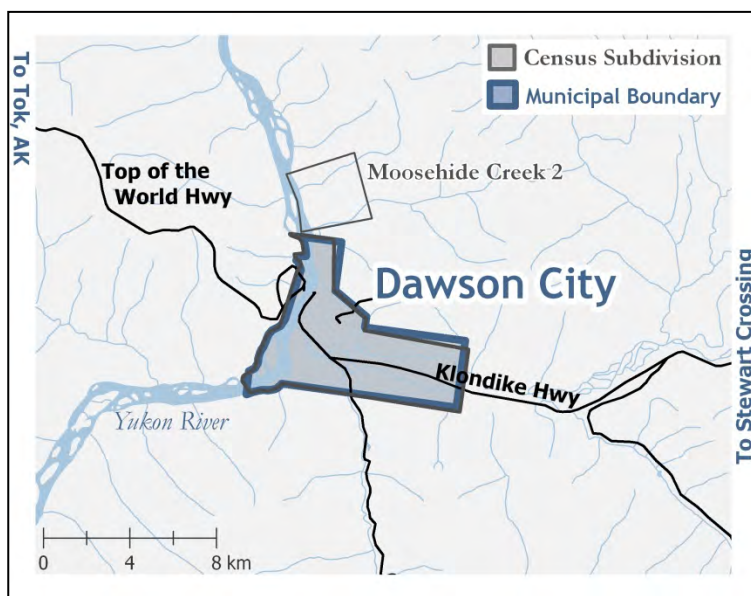 Census Subdivision
Municipal Boundary
To Tok, AK
Top of the
World Hwy
Moosehide Creek 2
Dawson City
Klondike Hwy
To Stewart Crossing
Yukon River
0 4 8 km